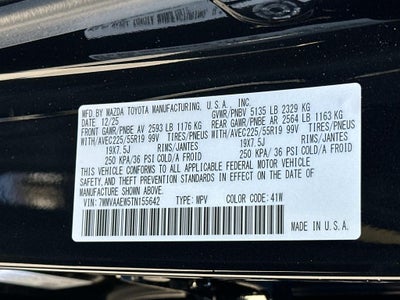 MFD. BY MAZDA TOYOTA MANUFACTURING, U.S.A., INC.
DATE: 12/25 GVWR/PNBV 5135 LB 2329 KG
FRONT GAWR/PNBE AV 2593 LB 1176 KG REAR GAWR/PNBE AR 2564 LB 1163 KG
WITH/AVEC225/55R19 99V TIRES/PNEUS WITH/AVEC225/55R19 99V TIRES/PNEUS
19X7.5J RIMS/JANTES 19X7.5J RIMS/JANTES
250 KPA/36 PSI COLD/A FROID 250 KPA/36 PSI COLD/A FROID
THIS VEHICLE CONFORMS TO ALL APPLICABLE FEDERAL MOTOR VEHICLE
SAFETY, AND THEFT PREVENTION STANDARDS IN EFFECT ON THE DATE OF
MANUFACTURE SHOWN ABOVE.
VIN: 7MMVAAEW5TN155642 TYPE: MPV COLOR CODE: 41W
MADE IN U.S.A.